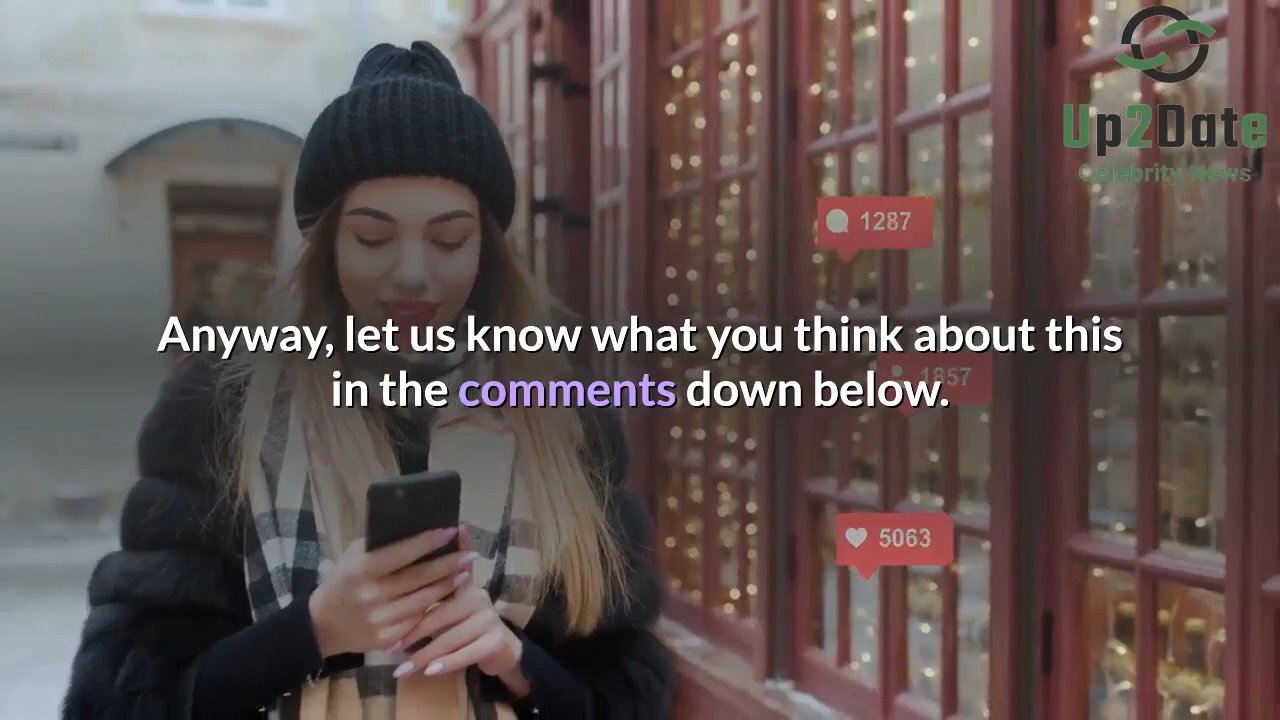 Up2Date
Celebrity News
1287
Anyway, let us know what you think about this
1857
in the comments down below.
5063